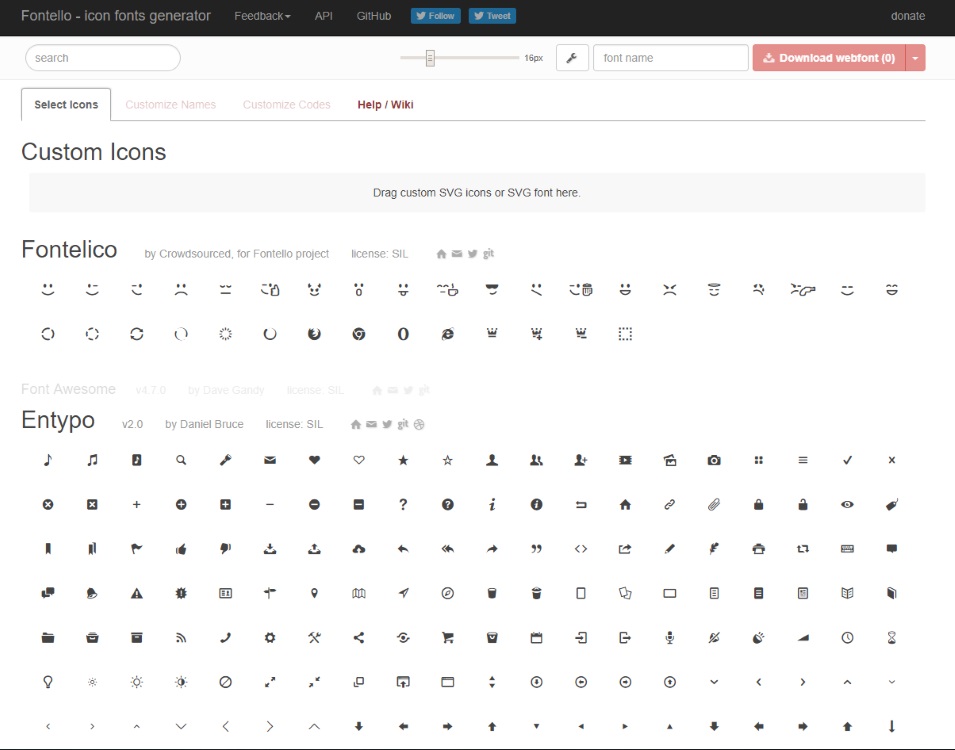 Fontello - icon fonts generator Feedback API GitHub Follow Tweet donate
search 16px font name Download webfont (0)
Select Icons Customize Names Customize Codes Help / Wiki
Custom Icons
Drag custom SVG icons or SVG font here.
Fontelico by Crowdsourced, for Fontello project license: SIL git
Font Awesome v4.7.0 by Dave Gandy license: SIL git
Entypo v2.0 by Daniel Bruce license: SIL git